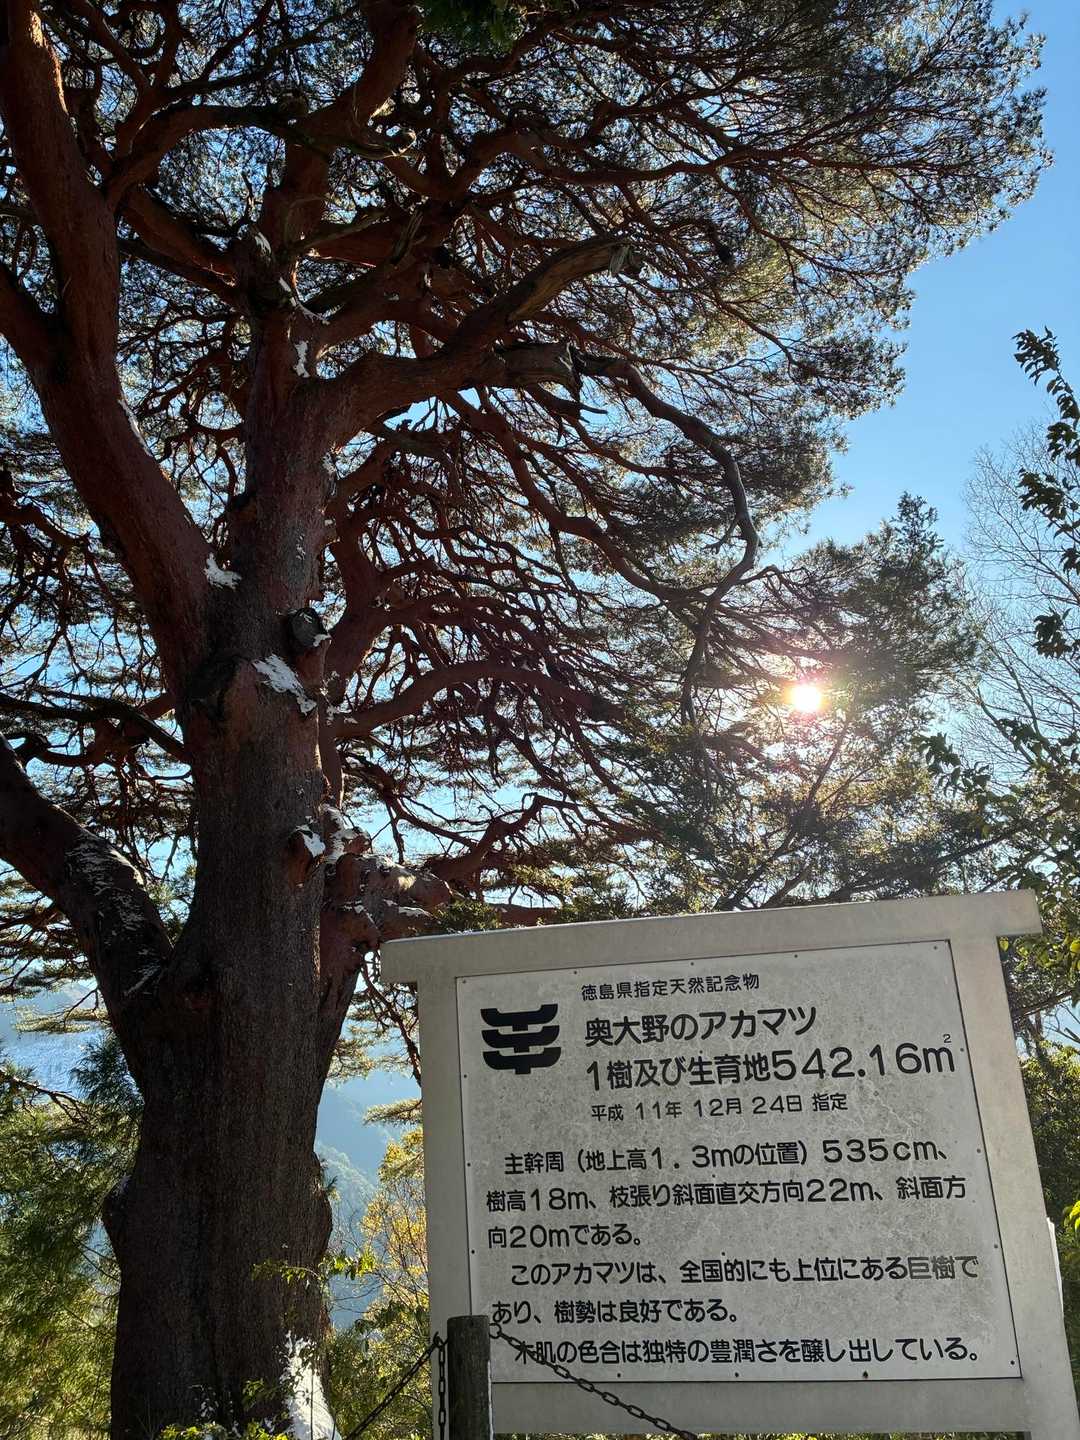 徳島県指定天然記念物
奥大野のアカマツ
1樹及び生育地542.16m²
平成 11年 12月 24日 指定
主幹周（地上高1.3mの位置）535cm、
樹高18m、枝張り斜面直交方向22m、斜面方
向20mである。
このアカマツは、全国的にも上位にある巨樹で
あり、樹勢は良好である。
木肌の色合は独特の豊潤さを醸し出している。